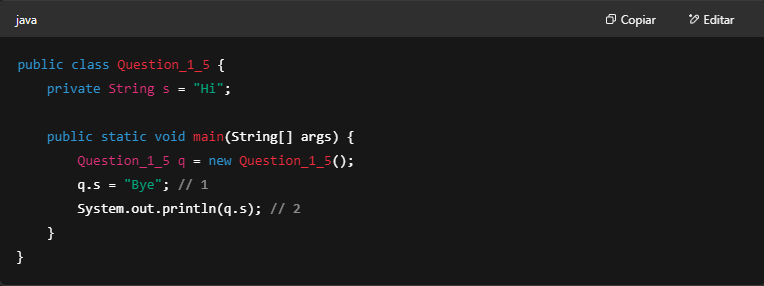 java Copiar Editar
public class Question_1_5 {
    private String s = "Hi";

    public static void main(String[] args) {
        Question_1_5 q = new Question_1_5();
        q.s = "Bye"; // 1
        System.out.println(q.s); // 2
    }
}